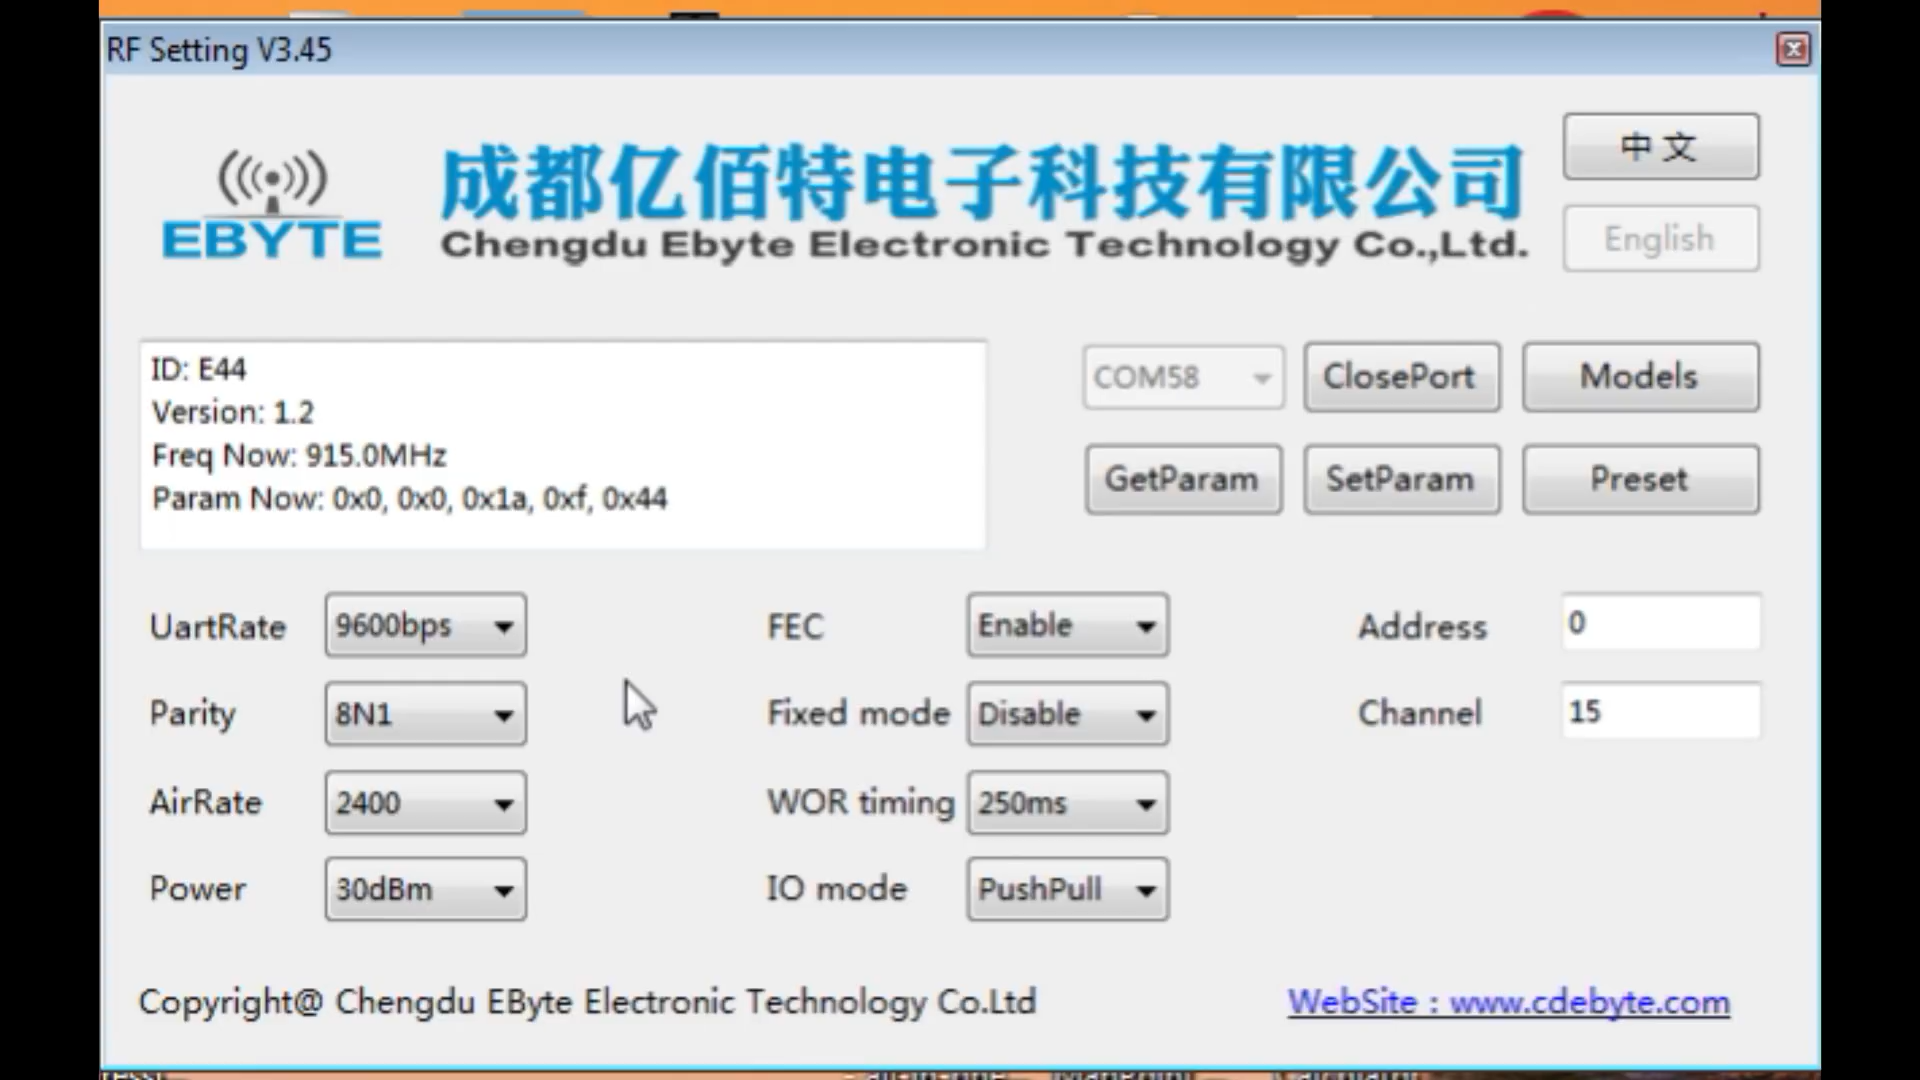 RF Setting V3.45
中 文
EBYTE
成都亿佰特电子科技有限公司
Chengdu Ebyte Electronic Technology Co.,Ltd.
English
ID: E44
Version: 1.2
Freq Now: 915.0MHz
Param Now: 0x0, 0x0, 0x1a, 0xf, 0x44
COM58 ClosePort Models
GetParam SetParam Preset
UartRate 9600bps FEC Enable Address 0
Parity 8N1 Fixed mode Disable Channel 15
AirRate 2400 WOR timing 250ms
Power 30dBm IO mode PushPull
Copyright@ Chengdu EByte Electronic Technology Co.Ltd WebSite : www.cdebyte.com